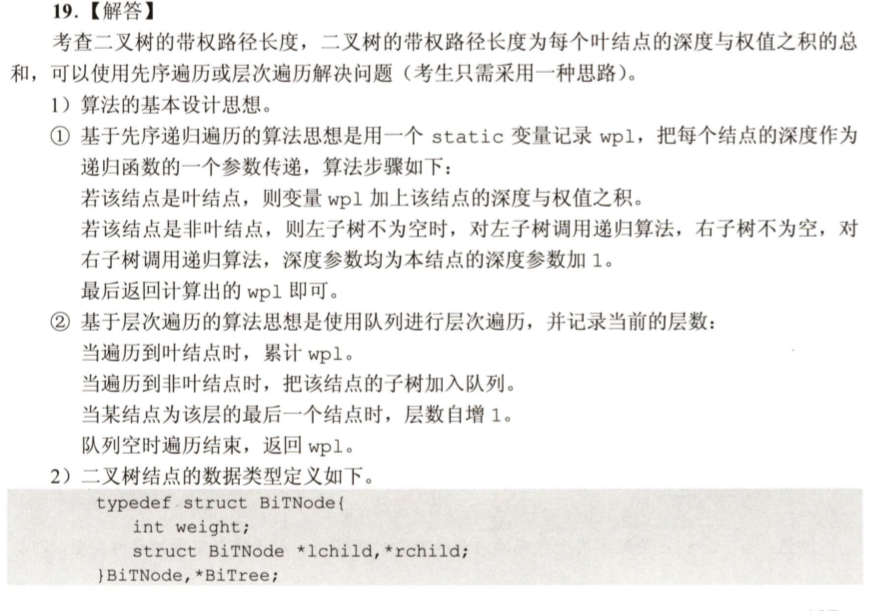 19.【解答】
考查二叉树的带权路径长度，二叉树的带权路径长度为每个叶结点的深度与权值之积的总
和，可以使用先序遍历或层次遍历解决问题（考生只需采用一种思路）。
1）算法的基本设计思想。
① 基于先序递归遍历的算法思想是用一个 static 变量记录 wpl，把每个结点的深度作为
递归函数的一个参数传递，算法步骤如下：
若该结点是叶结点，则变量 wpl 加上该结点的深度与权值之积。
若该结点是非叶结点，则左子树不为空时，对左子树调用递归算法，右子树不为空，对
右子树调用递归算法，深度参数均为本结点的深度参数加 1。
最后返回计算出的 wpl 即可。
② 基于层次遍历的算法思想是使用队列进行层次遍历，并记录当前的层数：
当遍历到叶结点时，累计 wpl。
当遍历到非叶结点时，把该结点的子树加入队列。
当某结点为该层的最后一个结点时，层数自增 1。
队列空时遍历结束，返回 wpl。
2）二叉树结点的数据类型定义如下。
typedef struct BiTNode{
int weight;
struct BiTNode *lchild,*rchild;
}BiTNode,*BiTree;